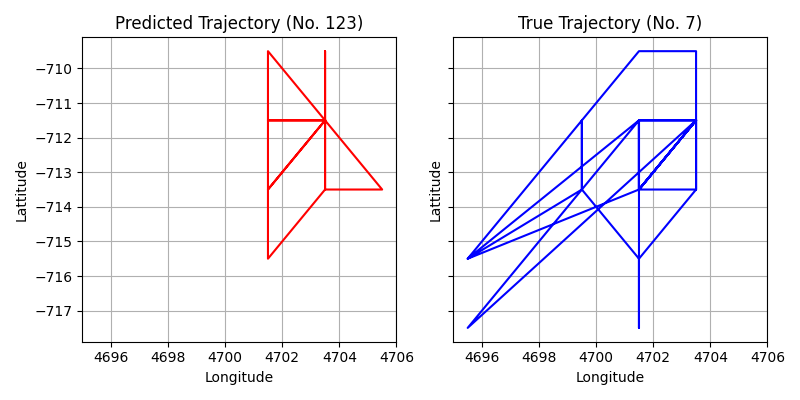 Predicted Trajectory (No. 123)
−710
−711
−712
−713
−714
−715
−716
−717
Lattitude
4696 4698 4700 4702 4704 4706
Longitude
True Trajectory (No. 7)
Lattitude
4696 4698 4700 4702 4704 4706
Longitude